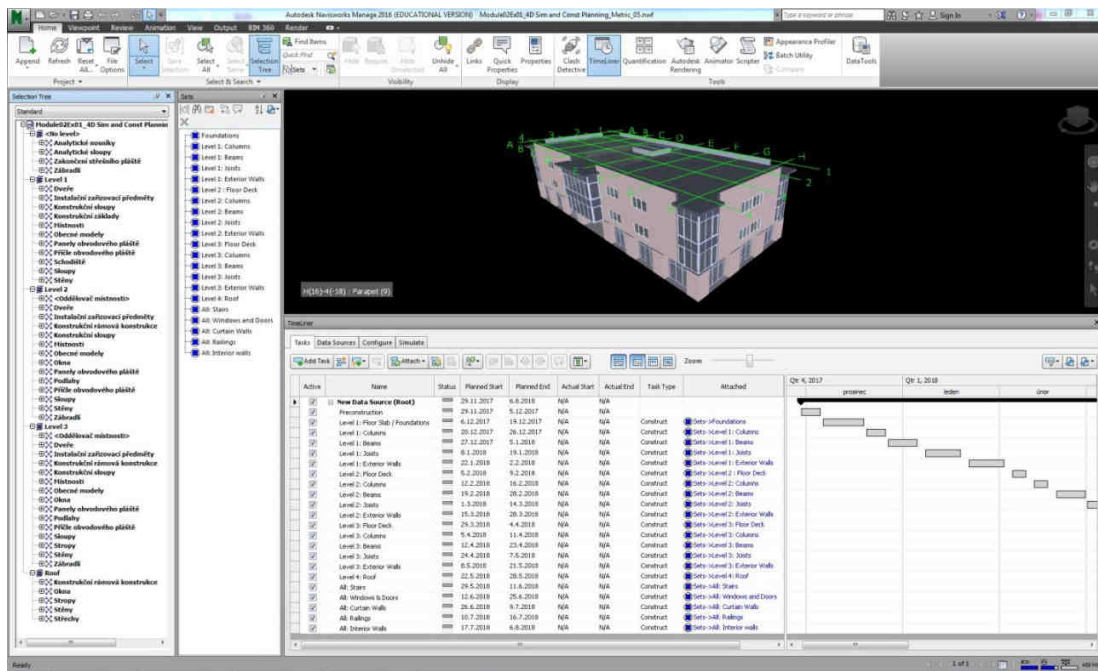 Autodesk Navisworks Manage 2016 (EDUCATIONAL VERSION) Module02Ex01_4D Sim and Const Planning_Metric_05.nwf
Type a keyword or phrase
Sign In
Home Viewpoint Review Animation View Output BIM 360 Render
Append Refresh Reset All... File Options Select Save Selection Select All Select Same Selection Tree Find Items Quick Find Sets Hide Require Hide Unselected Unhide All Links Quick Properties Properties Clash Detective TimeLiner Quantification Autodesk Rendering Animator Scripter Appearance Profiler Batch Utility Compare DataTools
Project Select & Search Visibility Display Tools
Selection Tree
Standard
Module02Ex01_4D Sim and Const Plannin
<No level>
Analytické nosníky
Analytické sloupy
Zakončení střešního pláště
Zábradlí
Level 1
Dveře
Instalační zařizovací předměty
Konstrukční sloupy
Konstrukční základy
Místnosti
Obecné modely
Panely obvodového pláště
Příčle obvodového pláště
Schodiště
Sloupy
Stěny
Level 2
<Oddělovač místnosti>
Dveře
Instalační zařizovací předměty
Konstrukční rámová konstrukce
Konstrukční sloupy
Místnosti
Obecné modely
Okna
Panely obvodového pláště
Podlahy
Příčle obvodového pláště
Sloupy
Stěny
Zábradlí
Level 3
<Oddělovač místnosti>
Dveře
Instalační zařizovací předměty
Konstrukční rámová konstrukce
Konstrukční sloupy
Místnosti
Obecné modely
Okna
Panely obvodového pláště
Podlahy
Příčle obvodového pláště
Sloupy
Stropy
Stěny
Zábradlí
Roof
Konstrukční rámová konstrukce
Okna
Stropy
Stěny
Střechy
Sets
Foundations
Level 1: Columns
Level 1: Beams
Level 1: Joists
Level 1: Exterior Walls
Level 2 : Floor Deck
Level 2: Columns
Level 2: Beams
Level 2: Joists
Level 2: Exterior Walls
Level 3: Floor Deck
Level 3: Columns
Level 3: Beams
Level 3: Joists
Level 3: Exterior Walls
Level 4: Roof
All: Stairs
All: Windows and Doors
All: Curtain Walls
All: Railings
All: Interior walls
H(16)-4(-18) : Parapet (9)
TimeLiner
Tasks Data Sources Configure Simulate
Add Task Attach Zoom
Active Name Status Planned Start Planned End Actual Start Actual End Task Type Attached Qtr 4, 2017 Qtr 1, 2018
prosinec leden únor
New Data Source (Root) 29.11.2017 6.8.2018 N/A N/A
Preconstruction 29.11.2017 5.12.2017 N/A N/A
Level 1: Floor Slab / Foundations 6.12.2017 19.12.2017 N/A N/A Construct Sets->Foundations
Level 1: Columns 20.12.2017 26.12.2017 N/A N/A Construct Sets->Level 1: Columns
Level 1: Beams 27.12.2017 5.1.2018 N/A N/A Construct Sets->Level 1: Beams
Level 1: Joists 8.1.2018 19.1.2018 N/A N/A Construct Sets->Level 1: Joists
Level 1: Exterior Walls 22.1.2018 2.2.2018 N/A N/A Construct Sets->Level 1: Exterior Walls
Level 2: Floor Deck 5.2.2018 9.2.2018 N/A N/A Construct Sets->Level 2 : Floor Deck
Level 2: Columns 12.2.2018 16.2.2018 N/A N/A Construct Sets->Level 2: Columns
Level 2: Beams 19.2.2018 28.2.2018 N/A N/A Construct Sets->Level 2: Beams
Level 2: Joists 1.3.2018 14.3.2018 N/A N/A Construct Sets->Level 2: Joists
Level 2: Exterior Walls 15.3.2018 28.3.2018 N/A N/A Construct Sets->Level 2: Exterior Walls
Level 3: Floor Deck 29.3.2018 4.4.2018 N/A N/A Construct Sets->Level 3: Floor Deck
Level 3: Columns 5.4.2018 11.4.2018 N/A N/A Construct Sets->Level 3: Columns
Level 3: Beams 12.4.2018 23.4.2018 N/A N/A Construct Sets->Level 3: Beams
Level 3: Joists 24.4.2018 7.5.2018 N/A N/A Construct Sets->Level 3: Joists
Level 3: Exterior Walls 8.5.2018 21.5.2018 N/A N/A Construct Sets->Level 3: Exterior Walls
Level 4: Roof 22.5.2018 28.5.2018 N/A N/A Construct Sets->Level 4: Roof
All: Stairs 29.5.2018 11.6.2018 N/A N/A Construct Sets->All: Stairs
All: Windows & Doors 12.6.2018 25.6.2018 N/A N/A Construct Sets->All: Windows and Doors
All: Curtain Walls 26.6.2018 9.7.2018 N/A N/A Construct Sets->All: Curtain Walls
All: Railings 10.7.2018 16.7.2018 N/A N/A Construct Sets->All: Railings
All: Interior Walls 17.7.2018 6.8.2018 N/A N/A Construct Sets->All: Interior walls
Ready
1 of 1